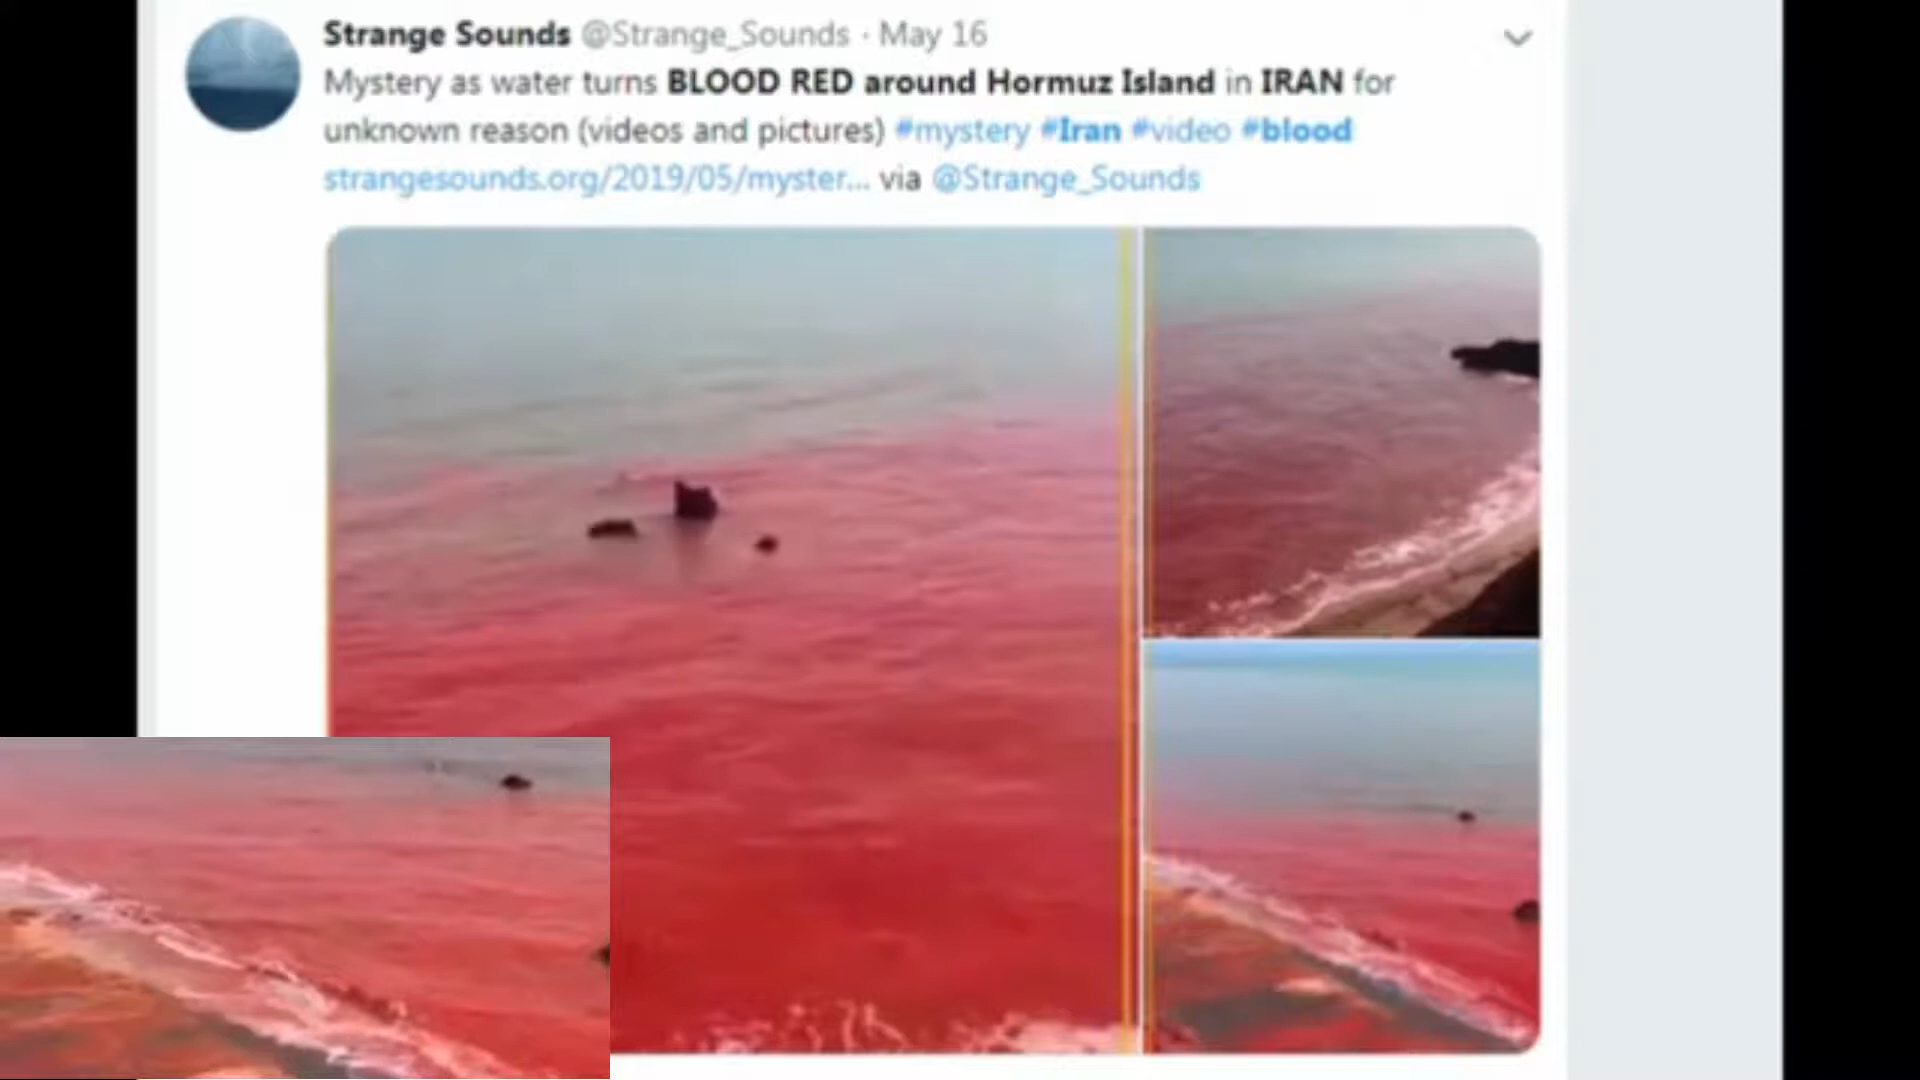 Strange Sounds @Strange_Sounds · May 16
Mystery as water turns BLOOD RED around Hormuz Island in IRAN for
unknown reason (videos and pictures) #mystery #Iran #video #blood
strangesounds.org/2019/05/myster... via @Strange_Sounds